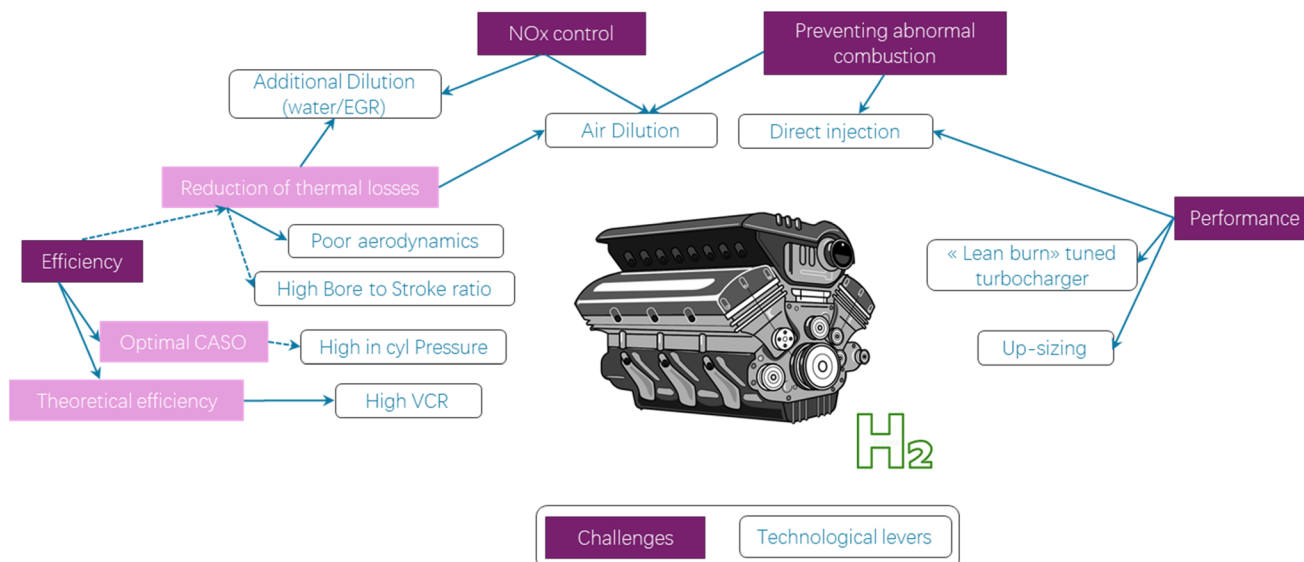 NOx control
Preventing abnormal
combustion
Additional Dilution
(water/EGR)
Air Dilution
Direct injection
Reduction of thermal losses
Performance
Poor aerodynamics
Efficiency
« Lean burn» tuned
turbocharger
High Bore to Stroke ratio
Optimal CASO
High in cyl Pressure
Up-sizing
Theoretical efficiency
High VCR
H2
Challenges
Technological levers